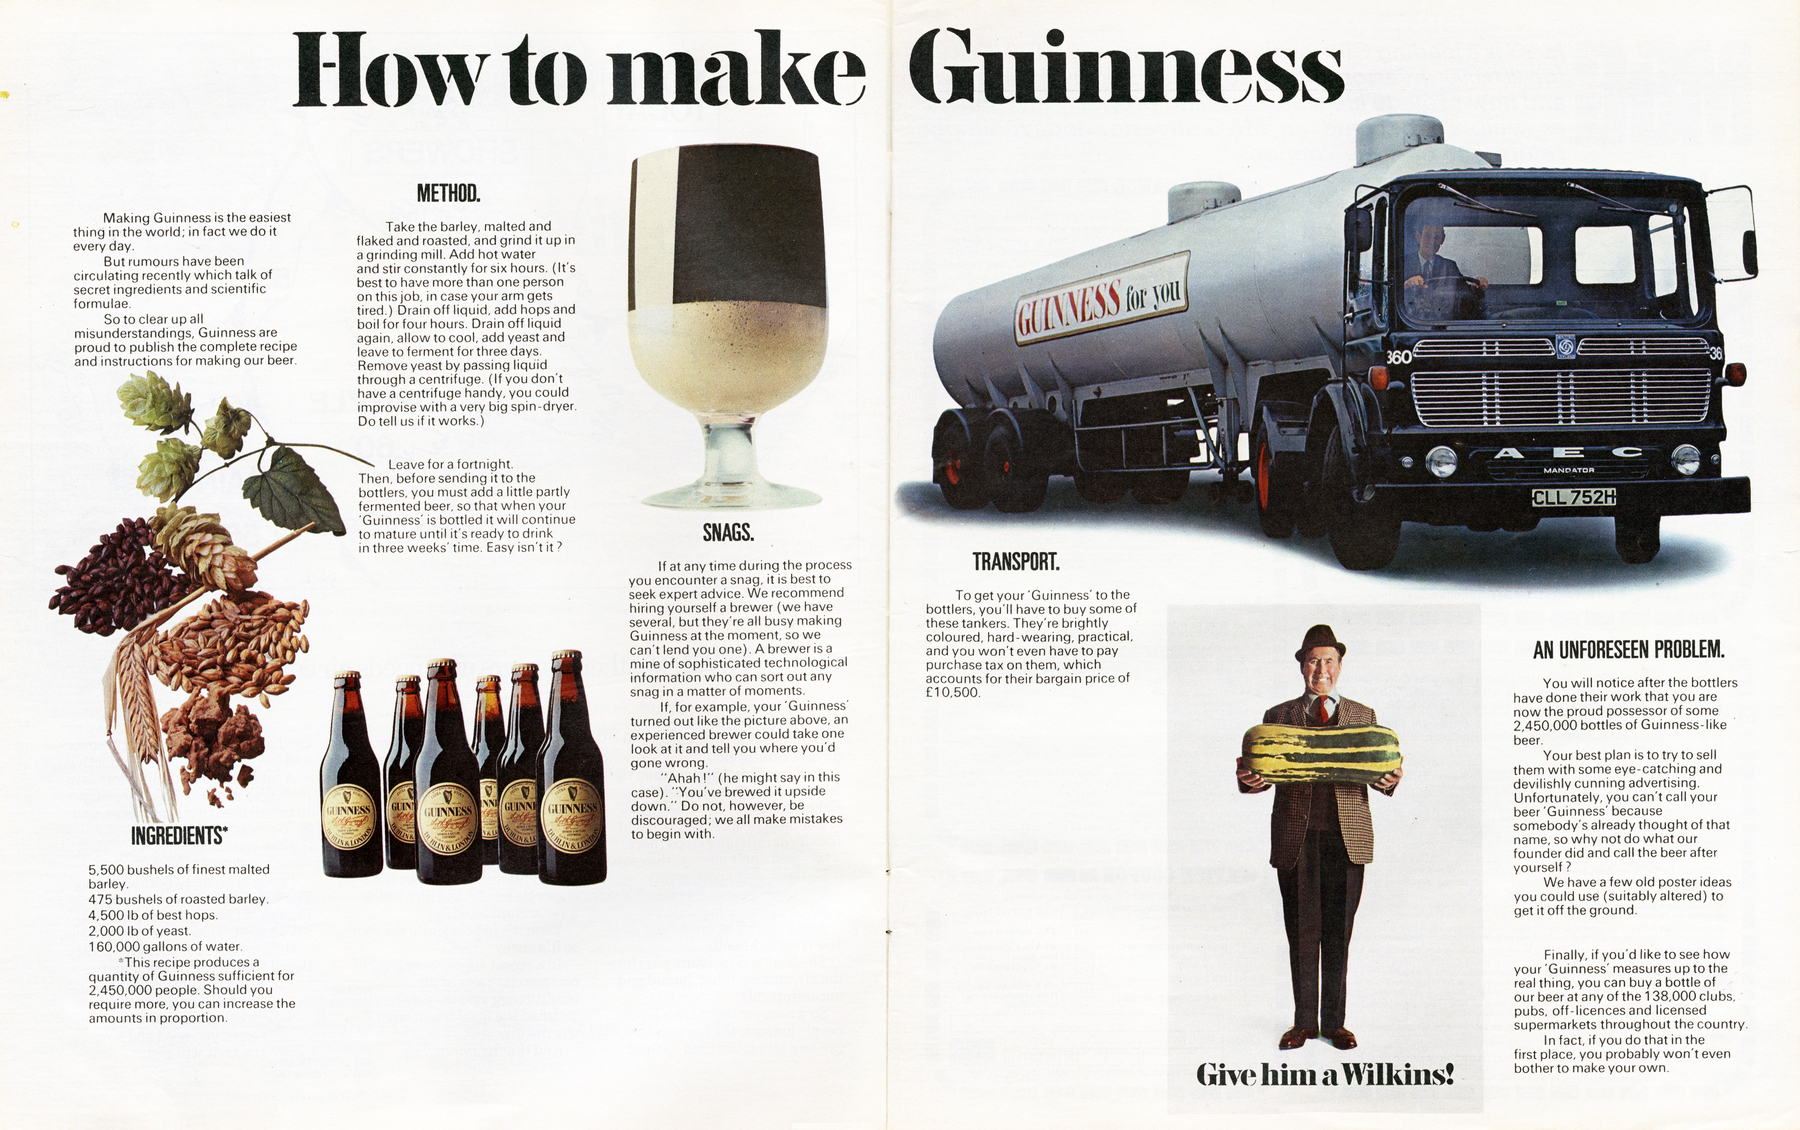 How to make Guinness
Making Guinness is the easiest
thing in the world; in fact we do it
every day.
But rumours have been
circulating recently which talk of
secret ingredients and scientific
formulae.
So to clear up all
misunderstandings, Guinness are
proud to publish the complete recipe
and instructions for making our beer.
INGREDIENTS*
5,500 bushels of finest malted
barley.
475 bushels of roasted barley.
4,500 lb of best hops.
2,000 lb of yeast.
160,000 gallons of water.
*This recipe produces a
quantity of Guinness sufficient for
2,450,000 people. Should you
require more, you can increase the
amounts in proportion.
METHOD.
Take the barley, malted and
flaked and roasted, and grind it up in
a grinding mill. Add hot water
and stir constantly for six hours. (It's
best to have more than one person
on this job, in case your arm gets
tired.) Drain off liquid, add hops and
boil for four hours. Drain off liquid
again, allow to cool, add yeast and
leave to ferment for three days.
Remove yeast by passing liquid
through a centrifuge. (If you don't
have a centrifuge handy, you could
improvise with a very big spin-dryer.
Do tell us if it works.)
Leave for a fortnight.
Then, before sending it to the
bottlers, you must add a little partly
fermented beer, so that when your
'Guinness' is bottled it will continue
to mature until it's ready to drink
in three weeks' time. Easy isn't it?
GUINNESS
DUBLIN & LONDON
GUINNESS
GUINNESS
DUBLIN & LONDON
GUINNESS
GUINNESS
GUINNESS
DUBLIN & LONDON
SNAGS.
If at any time during the process
you encounter a snag, it is best to
seek expert advice. We recommend
hiring yourself a brewer (we have
several, but they're all busy making
Guinness at the moment, so we
can't lend you one). A brewer is a
mine of sophisticated technological
information who can sort out any
snag in a matter of moments.
If, for example, your 'Guinness'
turned out like the picture above, an
experienced brewer could take one
look at it and tell you where you'd
gone wrong.
"Ahah!" (he might say in this
case). "You've brewed it upside
down." Do not, however, be
discouraged; we all make mistakes
to begin with.
GUINNESS for you
360
36
AEC
MANDATOR
CLL 752H
TRANSPORT.
To get your 'Guinness' to the
bottlers, you'll have to buy some of
these tankers. They're brightly
coloured, hard-wearing, practical,
and you won't even have to pay
purchase tax on them, which
accounts for their bargain price of
£10,500.
Give him a Wilkins!
AN UNFORESEEN PROBLEM.
You will notice after the bottlers
have done their work that you are
now the proud possessor of some
2,450,000 bottles of Guinness-like
beer.
Your best plan is to try to sell
them with some eye-catching and
devilishly cunning advertising.
Unfortunately, you can't call your
beer 'Guinness' because
somebody's already thought of that
name, so why not do what our
founder did and call the beer after
yourself?
We have a few old poster ideas
you could use (suitably altered) to
get it off the ground.
Finally, if you'd like to see how
your 'Guinness' measures up to the
real thing, you can buy a bottle of
our beer at any of the 138,000 clubs,
pubs, off-licences and licensed
supermarkets throughout the country.
In fact, if you do that in the
first place, you probably won't even
bother to make your own.